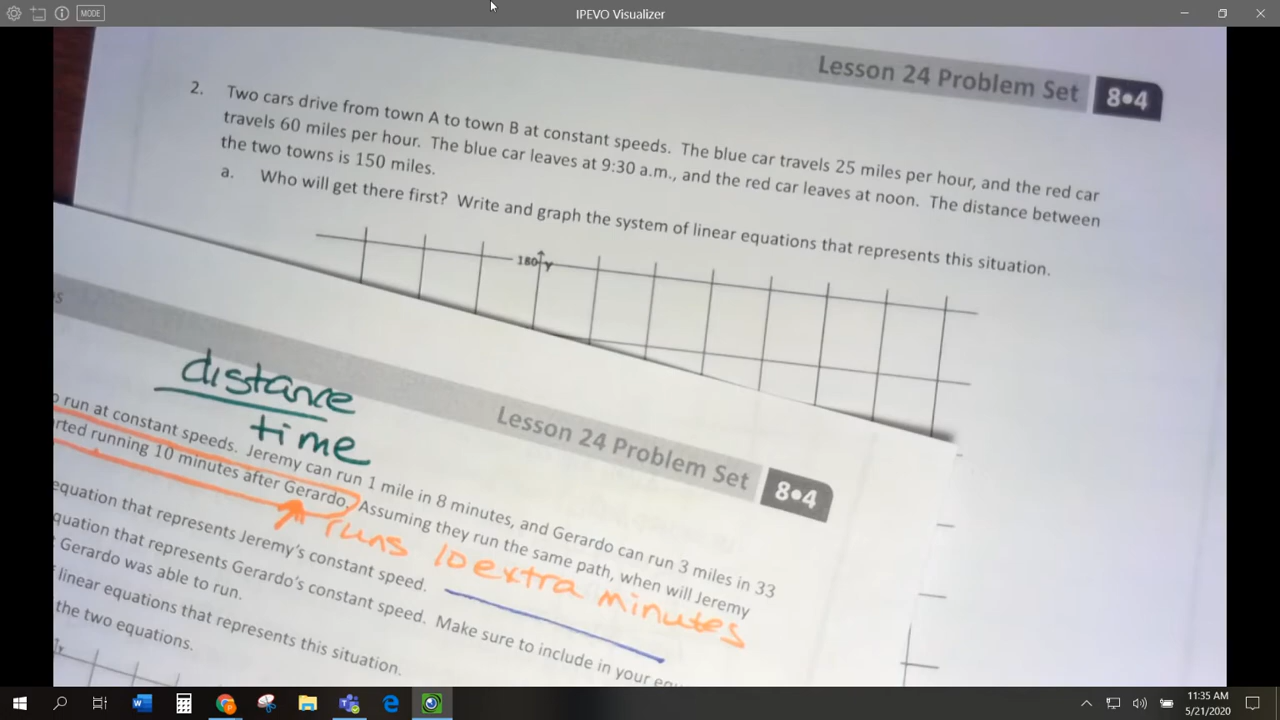 MODE
IPEVO Visualizer
Lesson 24 Problem Set 8•4
2. Two cars drive from town A to town B at constant speeds. The blue car travels 25 miles per hour, and the red car
travels 60 miles per hour. The blue car leaves at 9:30 a.m., and the red car leaves at noon. The distance between
the two towns is 150 miles.
a. Who will get there first? Write and graph the system of linear equations that represents this situation.
180 y
distance
time
Lesson 24 Problem Set 8•4
run at constant speeds. Jeremy can run 1 mile in 8 minutes, and Gerardo can run 3 miles in 33
rted running 10 minutes after Gerardo. Assuming they run the same path, when will Jeremy
runs 10 extra minutes
equation that represents Jeremy's constant speed.
quation that represents Gerardo's constant speed. Make sure to include in your equ
Gerardo was able to run.
linear equations that represents this situation.
the two equations.
11:35 AM
5/21/2020